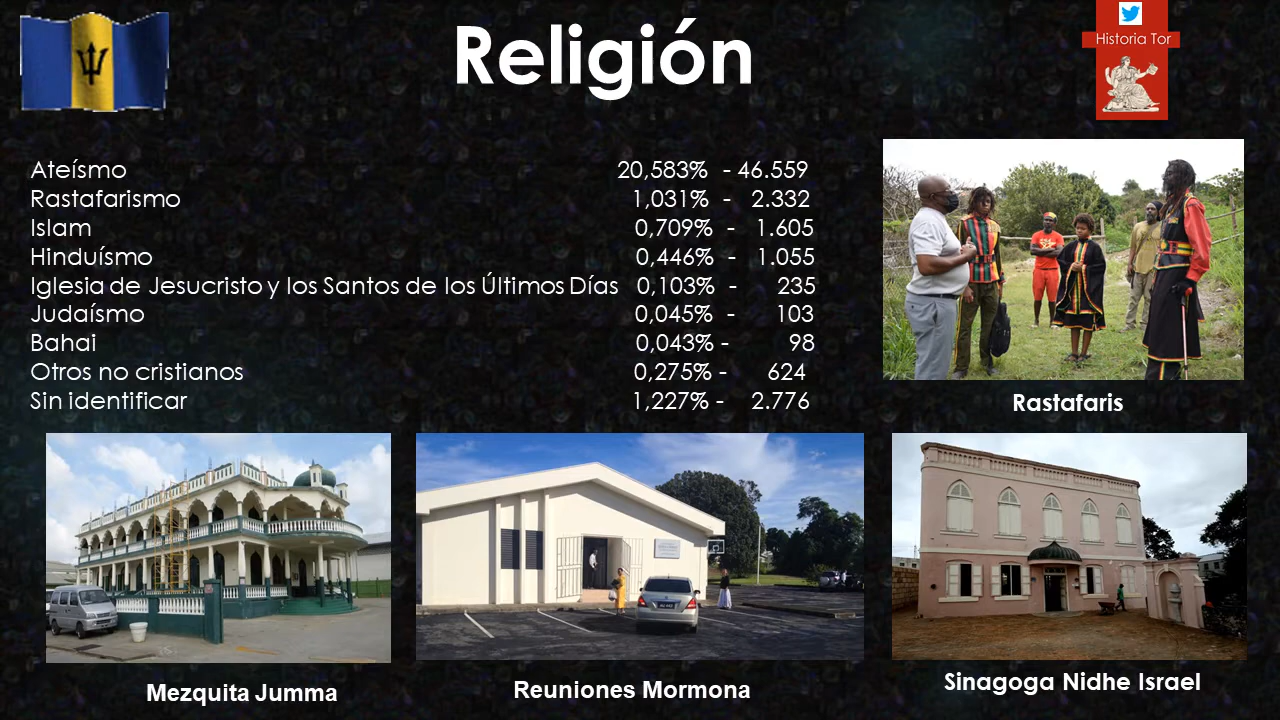 Religión
Historia Tor
Ateísmo 20,583% - 46.559
Rastafarismo 1,031% - 2.332
Islam 0,709% - 1.605
Hinduísmo 0,446% - 1.055
Iglesia de Jesucristo y los Santos de los Últimos Días 0,103% - 235
Judaísmo 0,045% - 103
Bahai 0,043% - 98
Otros no cristianos 0,275% - 624
Sin identificar 1,227% - 2.776
Rastafaris
Mezquita Jumma
Reuniones Mormona
Sinagoga Nidhe Israel